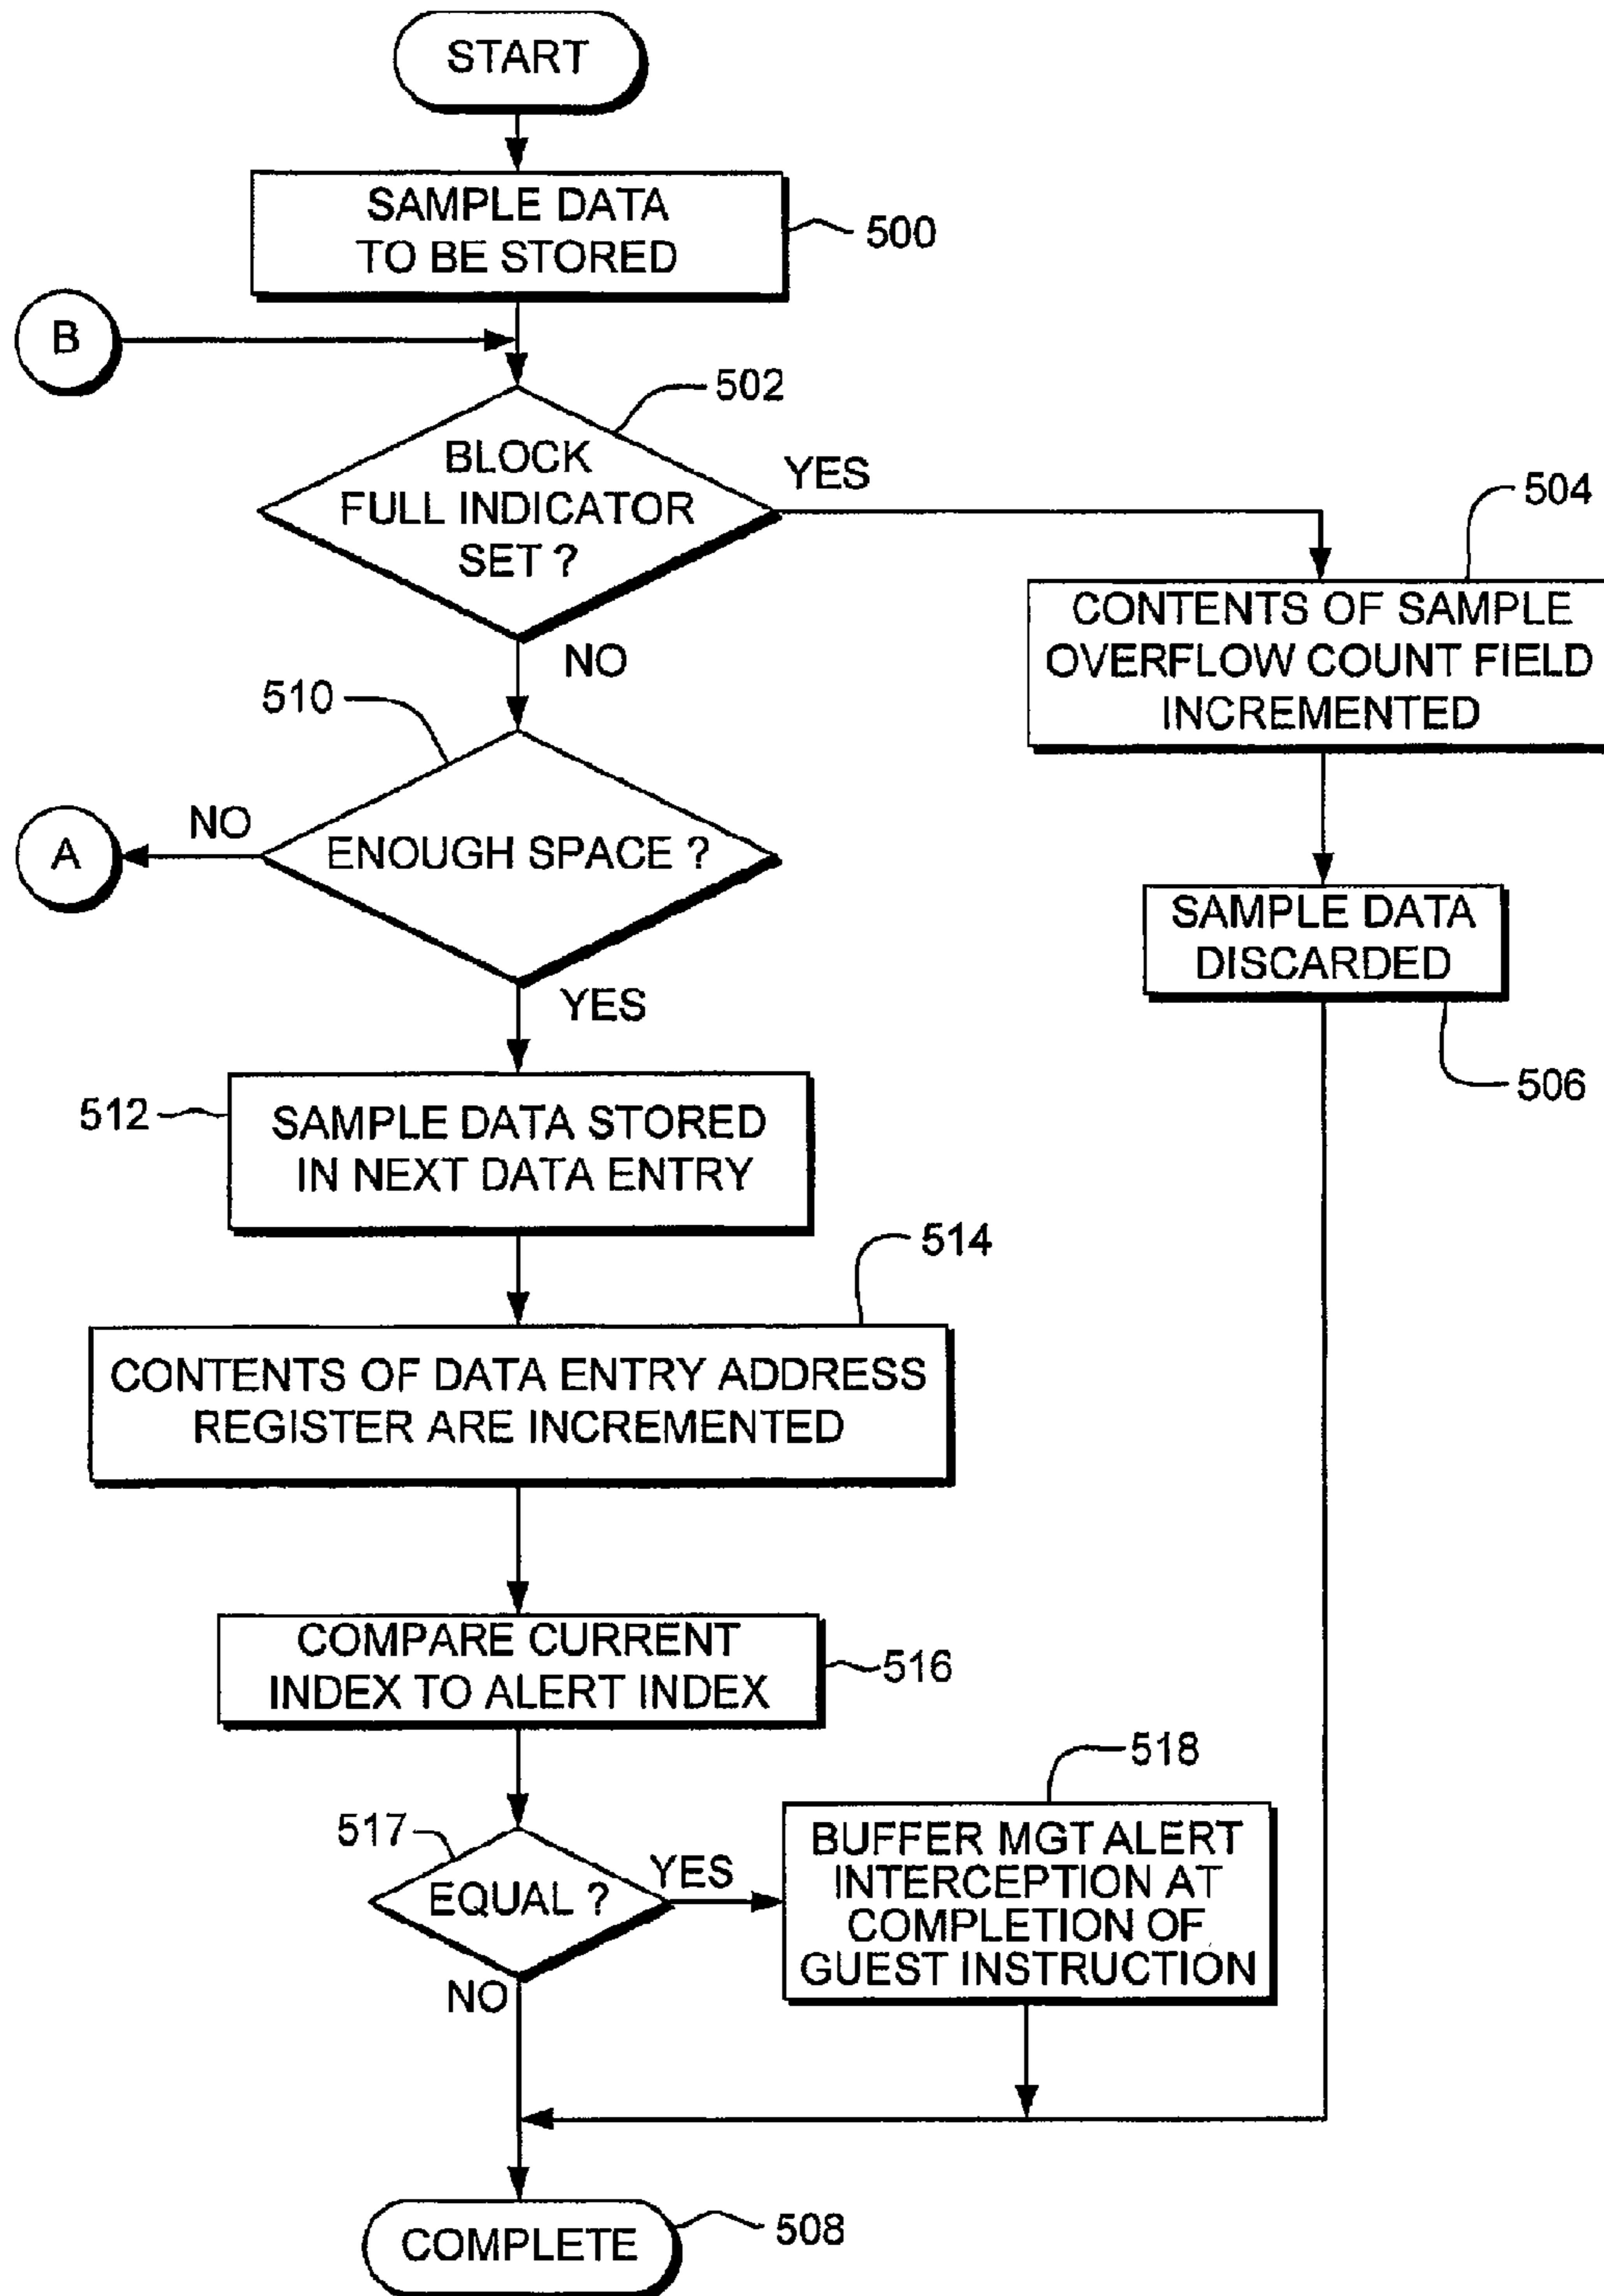 START
SAMPLE DATA
TO BE STORED
500
B
502
BLOCK
FULL INDICATOR
SET ?
YES
NO
504
CONTENTS OF SAMPLE
OVERFLOW COUNT FIELD
INCREMENTED
510
ENOUGH SPACE ?
NO
A
YES
SAMPLE DATA
DISCARDED
506
512
SAMPLE DATA STORED
IN NEXT DATA ENTRY
514
CONTENTS OF DATA ENTRY ADDRESS
REGISTER ARE INCREMENTED
COMPARE CURRENT
INDEX TO ALERT INDEX
516
517
EQUAL ?
YES
NO
518
BUFFER MGT ALERT
INTERCEPTION AT
COMPLETION OF
GUEST INSTRUCTION
COMPLETE
508